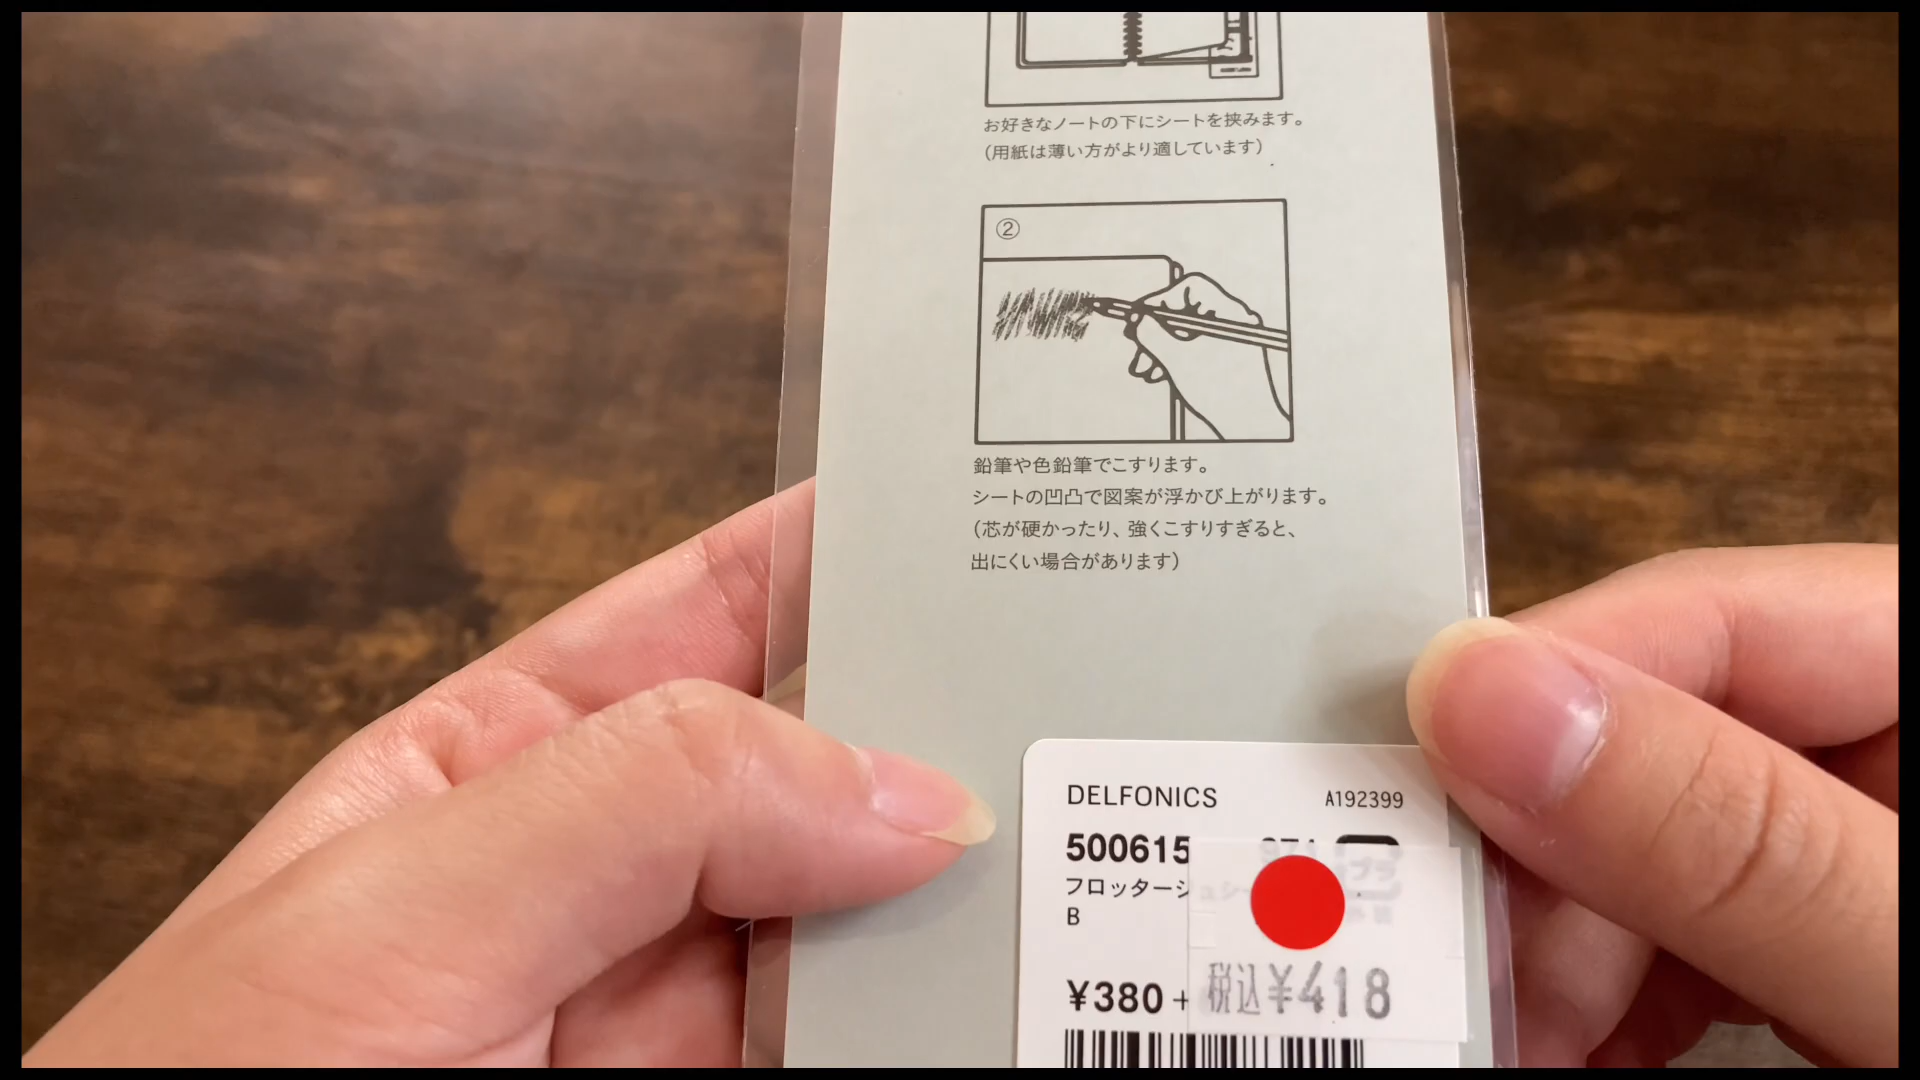 お好きなノートの下にシートを挟みます。
(用紙は薄い方がより適しています)
②
鉛筆や色鉛筆でこすります。
シートの凹凸で図案が浮かび上がります。
(芯が硬かったり、強くこすりすぎると、
出にくい場合があります)
DELFONICS A192399
500615
フロッタージュシ
B
¥380+
税込¥418